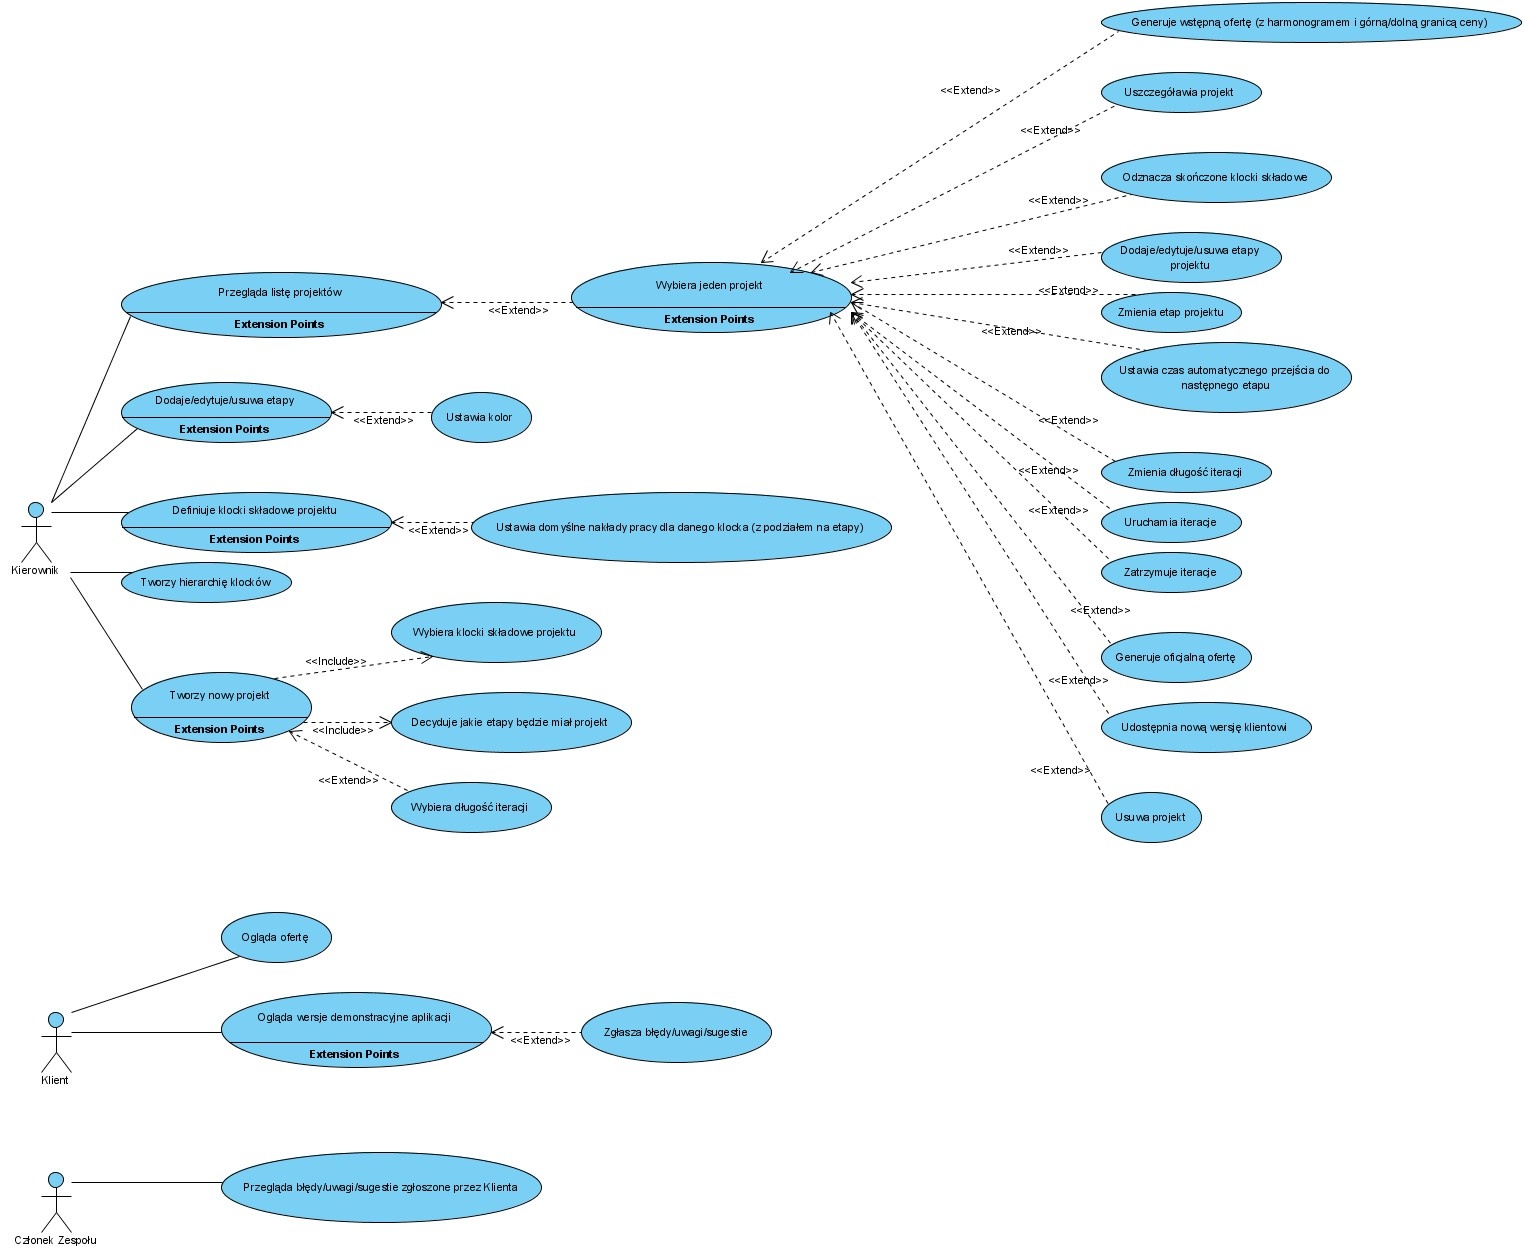 Generuje wstępną ofertę (z harmonogramem i górną/dolną granicą ceny)
<<Extend>>
Uszczegóławia projekt
<<Extend>>
Odznacza skończone klocki składowe
<<Extend>>
Dodaje/edytuje/usuwa etapy
projektu
<<Extend>>
Zmienia etap projektu
<<Extend>>
Ustawia czas automatycznego przejścia do
następnego etapu
<<Extend>>
Przegląda listę projektów
Extension Points
<<Extend>>
Wybiera jeden projekt
Extension Points
Dodaje/edytuje/usuwa etapy
Extension Points
<<Extend>>
Ustawia kolor
<<Extend>>
Zmienia długość iteracji
<<Extend>>
Uruchamia iteracje
<<Extend>>
Zatrzymuje iteracje
Definiuje klocki składowe projektu
Extension Points
<<Extend>>
Ustawia domyślne nakłady pracy dla danego klocka (z podziałem na etapy)
Kierownik
Tworzy hierarchię klocków
<<Extend>>
Generuje oficjalną ofertę
<<Extend>>
Udostępnia nową wersję klientowi
<<Extend>>
Usuwa projekt
Wybiera klocki składowe projektu
<<Include>>
Tworzy nowy projekt
Extension Points
<<Include>>
Decyduje jakie etapy będzie miał projekt
<<Extend>>
Wybiera długość iteracji
Ogląda ofertę
Ogląda wersje demonstracyjne aplikacji
Extension Points
<<Extend>>
Zgłasza błędy/uwagi/sugestie
Klient
Przegląda błędy/uwagi/sugestie zgłoszone przez Klienta
Członek Zespołu